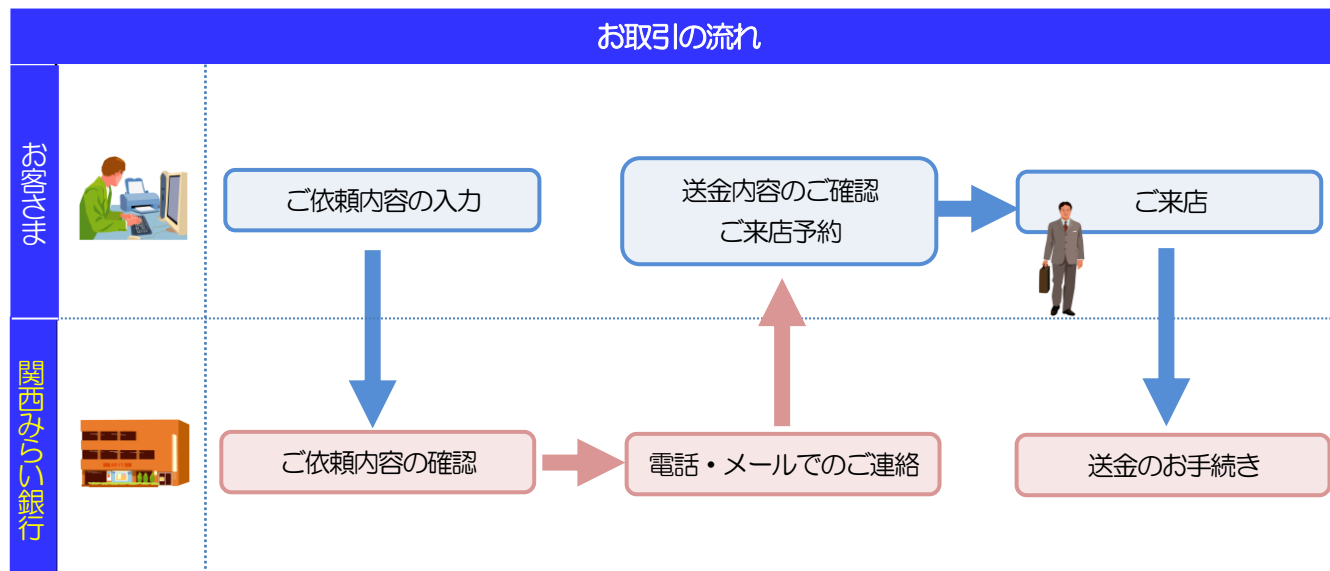 お取引の流れ
お客さま
ご依頼内容の入力
送金内容のご確認
ご来店予約
ご来店
関西みらい銀行
ご依頼内容の確認
電話・メールでのご連絡
送金のお手続き